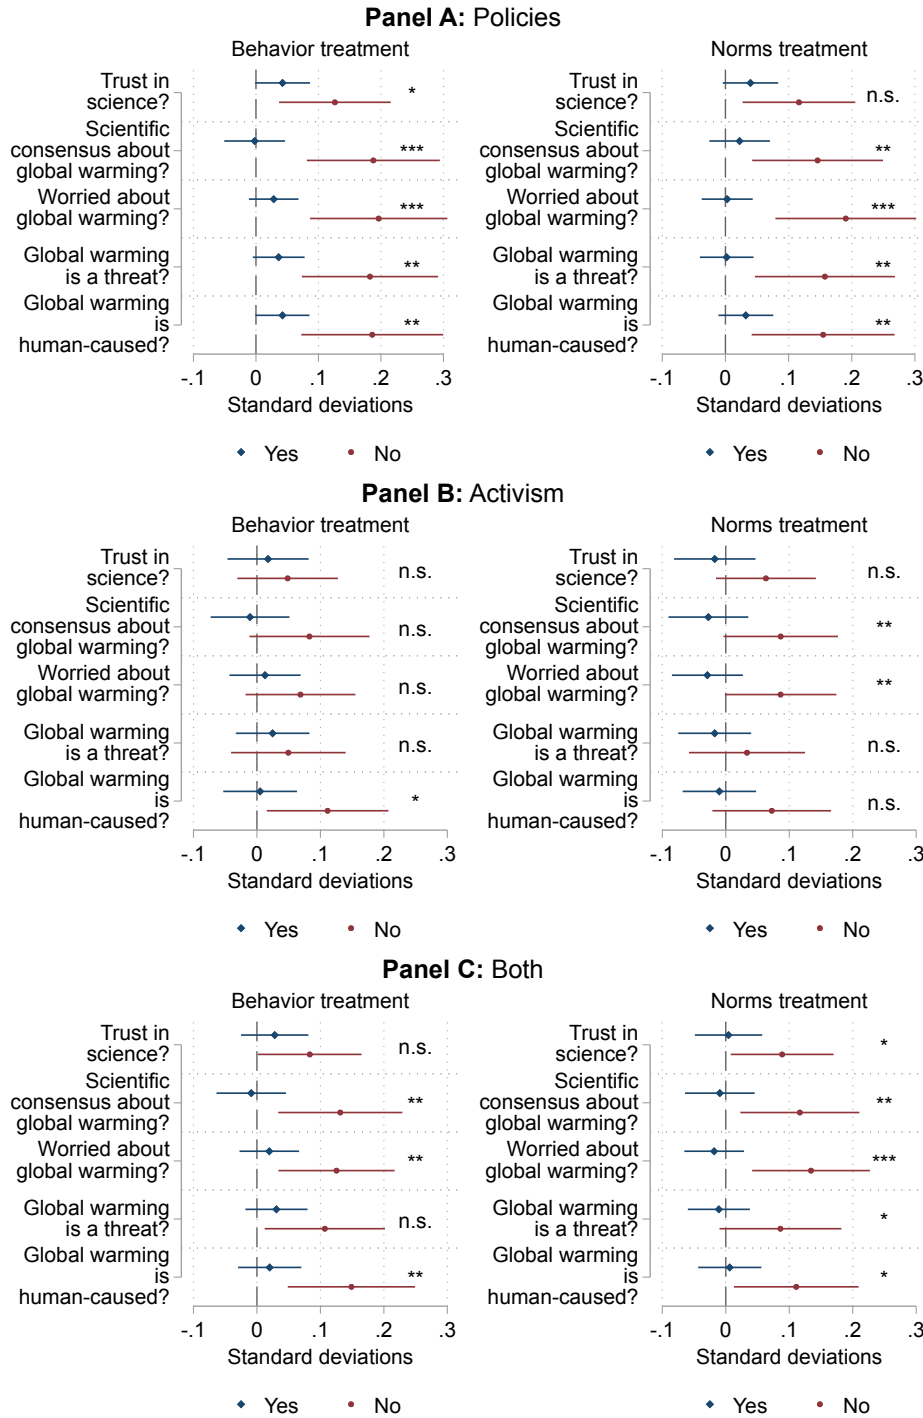 Panel A: Policies
Behavior treatment
Trust in
science?
*
Scientific
consensus about
global warming?
***
Worried about
global warming?
***
Global warming
is a threat?
**
Global warming
is
human-caused?
**
-.1 0 .1 .2 .3
Standard deviations
Yes No
Norms treatment
Trust in
science?
n.s.
Scientific
consensus about
global warming?
**
Worried about
global warming?
***
Global warming
is a threat?
**
Global warming
is
human-caused?
**
-.1 0 .1 .2 .3
Standard deviations
Yes No
Panel B: Activism
Behavior treatment
Trust in
science?
n.s.
Scientific
consensus about
global warming?
n.s.
Worried about
global warming?
n.s.
Global warming
is a threat?
n.s.
Global warming
is
human-caused?
*
-.1 0 .1 .2 .3
Standard deviations
Yes No
Norms treatment
Trust in
science?
n.s.
Scientific
consensus about
global warming?
**
Worried about
global warming?
**
Global warming
is a threat?
n.s.
Global warming
is
human-caused?
n.s.
-.1 0 .1 .2 .3
Standard deviations
Yes No
Panel C: Both
Behavior treatment
Trust in
science?
n.s.
Scientific
consensus about
global warming?
**
Worried about
global warming?
**
Global warming
is a threat?
n.s.
Global warming
is
human-caused?
**
-.1 0 .1 .2 .3
Standard deviations
Yes No
Norms treatment
Trust in
science?
*
Scientific
consensus about
global warming?
**
Worried about
global warming?
***
Global warming
is a threat?
*
Global warming
is
human-caused?
*
-.1 0 .1 .2 .3
Standard deviations
Yes No